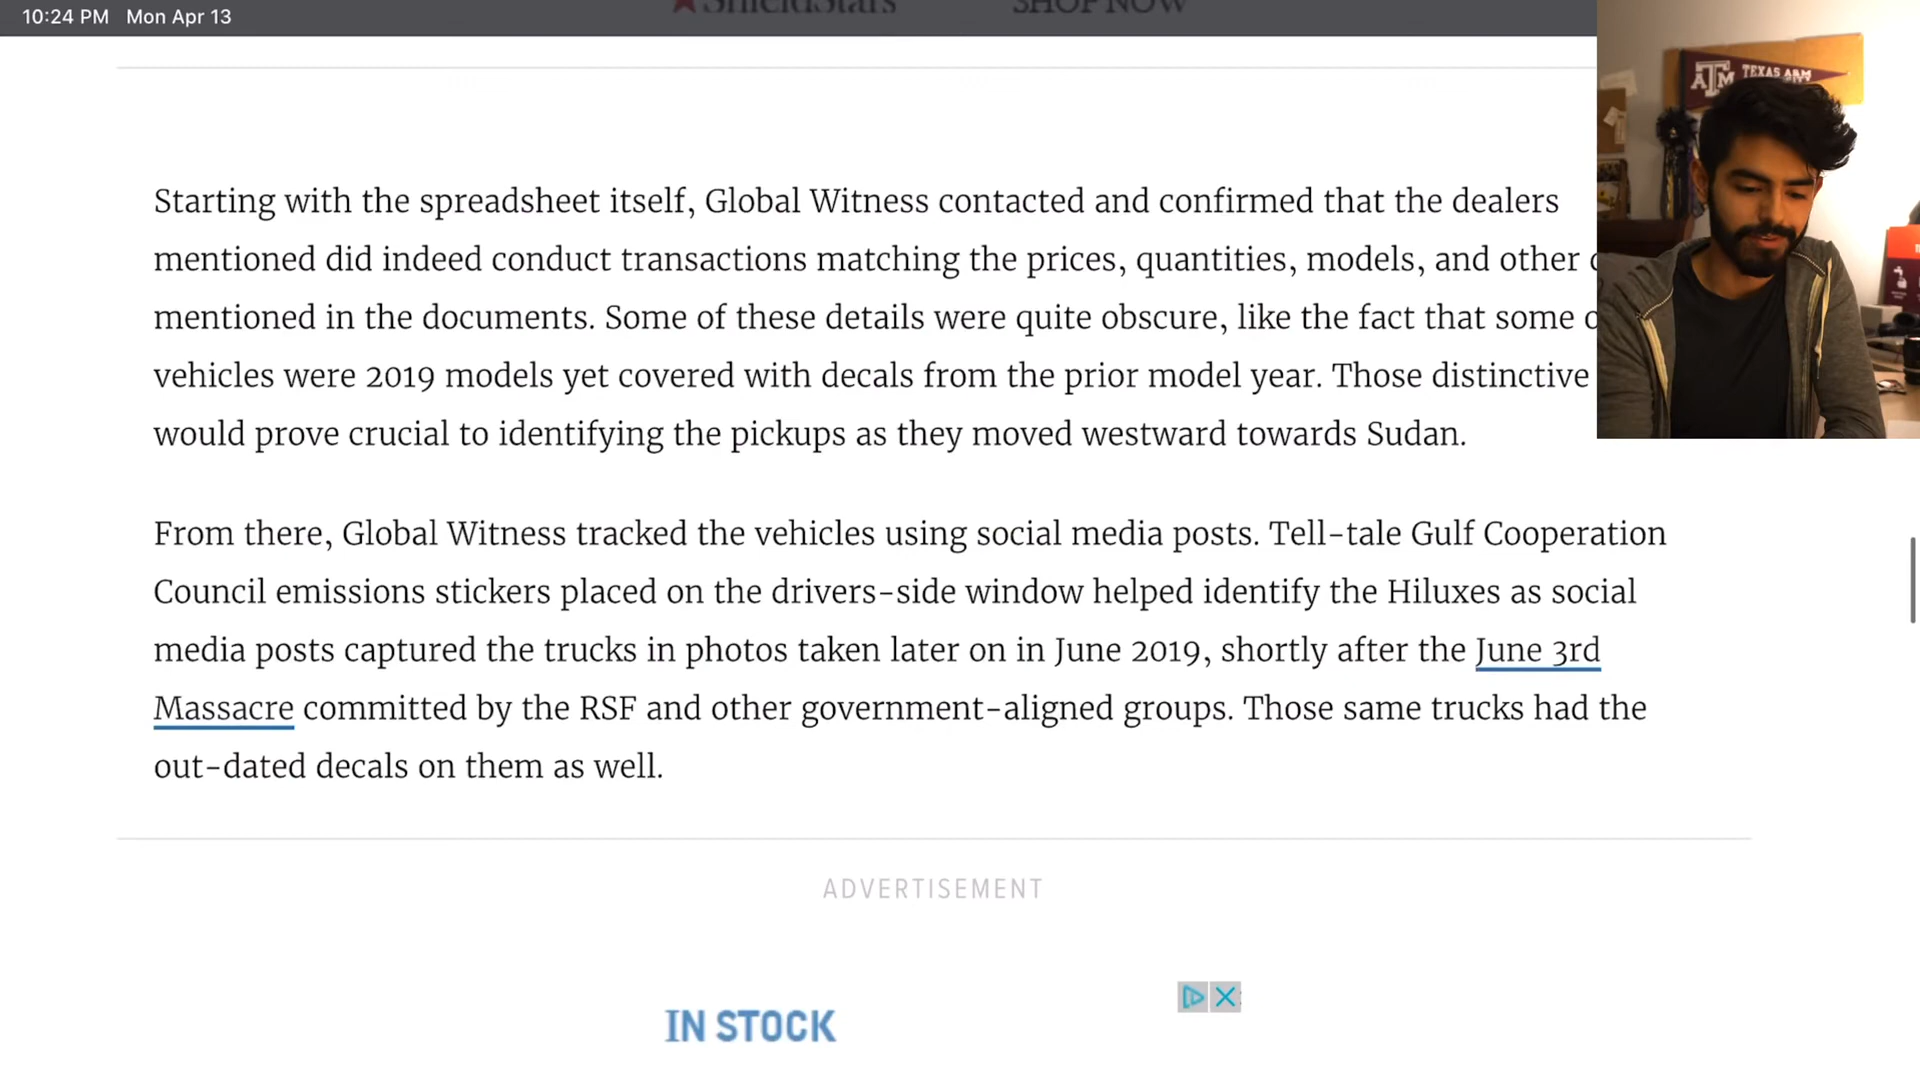 10:24 PM Mon Apr 13
ShieldStars SHOP NOW
TEXAS A&M
ATM
Starting with the spreadsheet itself, Global Witness contacted and confirmed that the dealers
mentioned did indeed conduct transactions matching the prices, quantities, models, and other
mentioned in the documents. Some of these details were quite obscure, like the fact that some
vehicles were 2019 models yet covered with decals from the prior model year. Those distinctive
would prove crucial to identifying the pickups as they moved westward towards Sudan.
From there, Global Witness tracked the vehicles using social media posts. Tell-tale Gulf Cooperation
Council emissions stickers placed on the drivers-side window helped identify the Hiluxes as social
media posts captured the trucks in photos taken later on in June 2019, shortly after the June 3rd
Massacre committed by the RSF and other government-aligned groups. Those same trucks had the
out-dated decals on them as well.
ADVERTISEMENT
IN STOCK